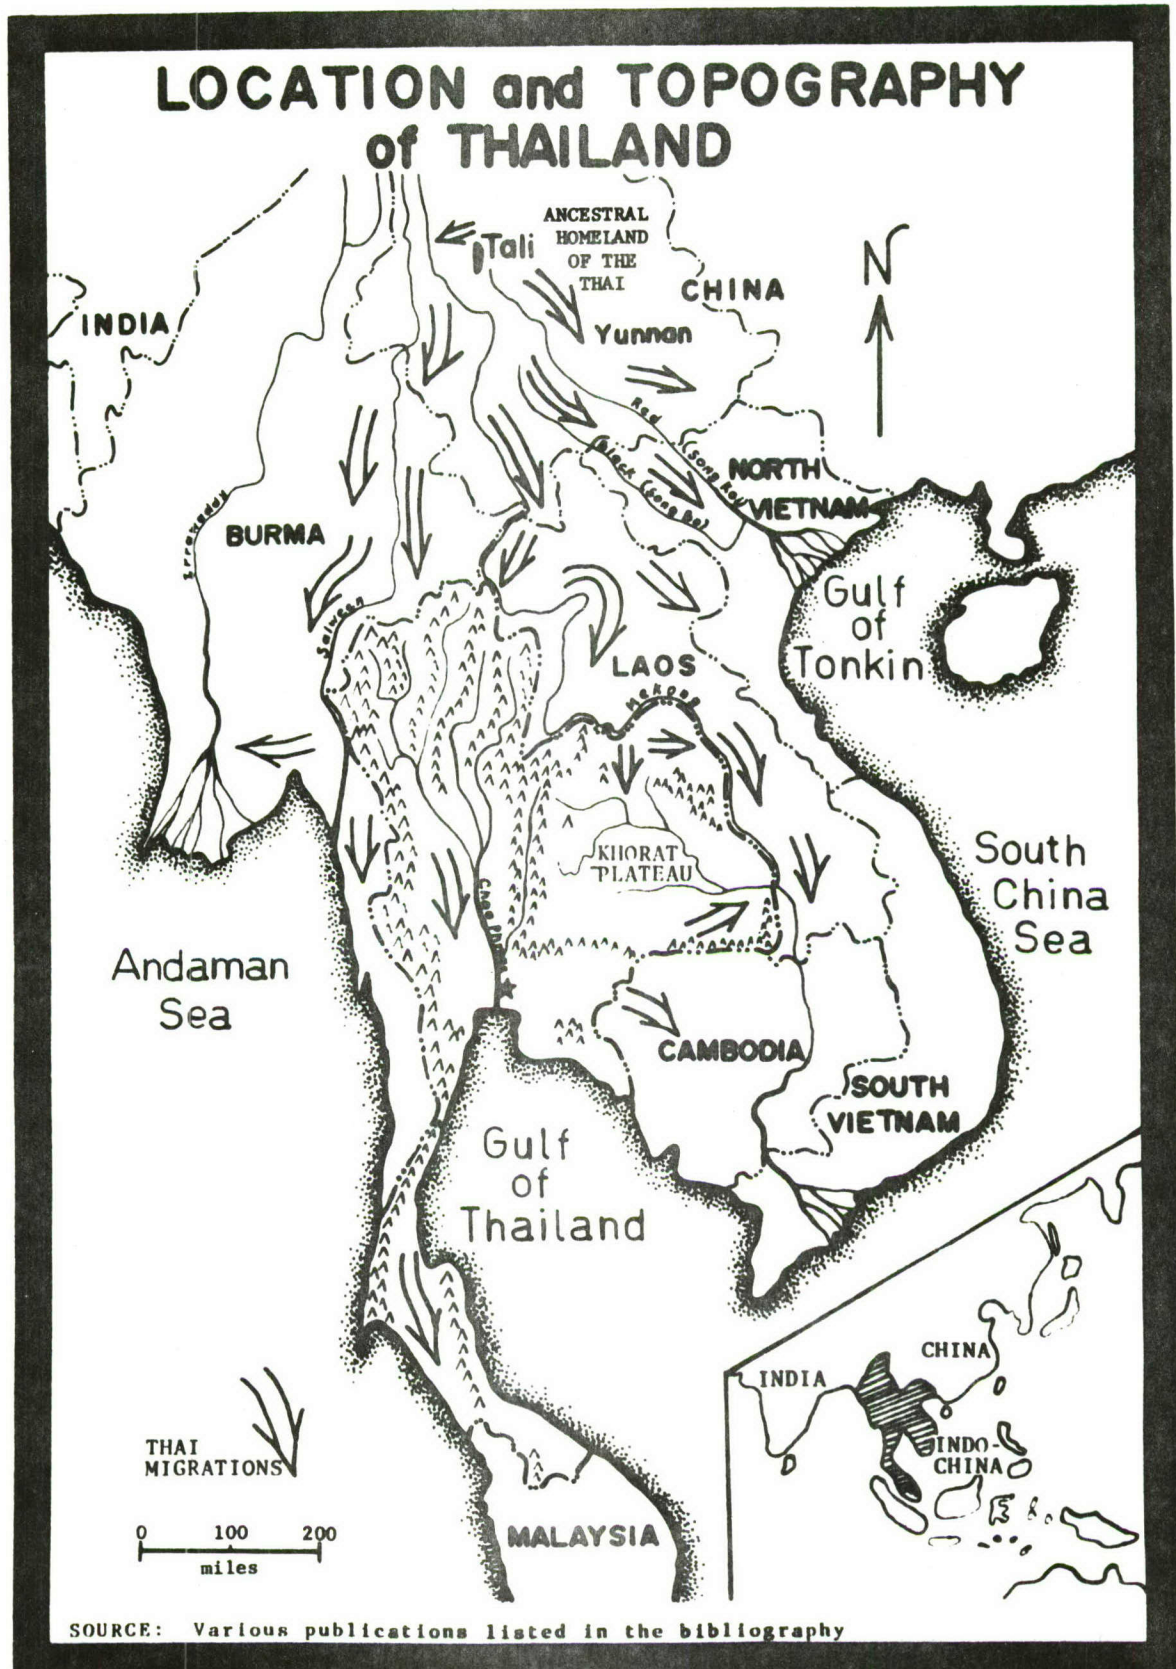 LOCATION and TOPOGRAPHY
of THAILAND
ANCESTRAL
HOMELAND
OF THE
THAI
Tali
N
CHINA
INDIA
Yunnan
Red
(Song Koi)
Black (Song Bo)
NORTH
VIETNAM
Irrawaddy
BURMA
Salween
Gulf
of
Tonkin
LAOS
Mekong
KHORAT
PLATEAU
Chao Phraya
South
China
Sea
Andaman
Sea
CAMBODIA
SOUTH
VIETNAM
Gulf
of
Thailand
CHINA
INDIA
INDO-
CHINA
THAI
MIGRATIONS
0 100 200
miles
MALAYSIA
SOURCE: Various publications listed in the bibliography